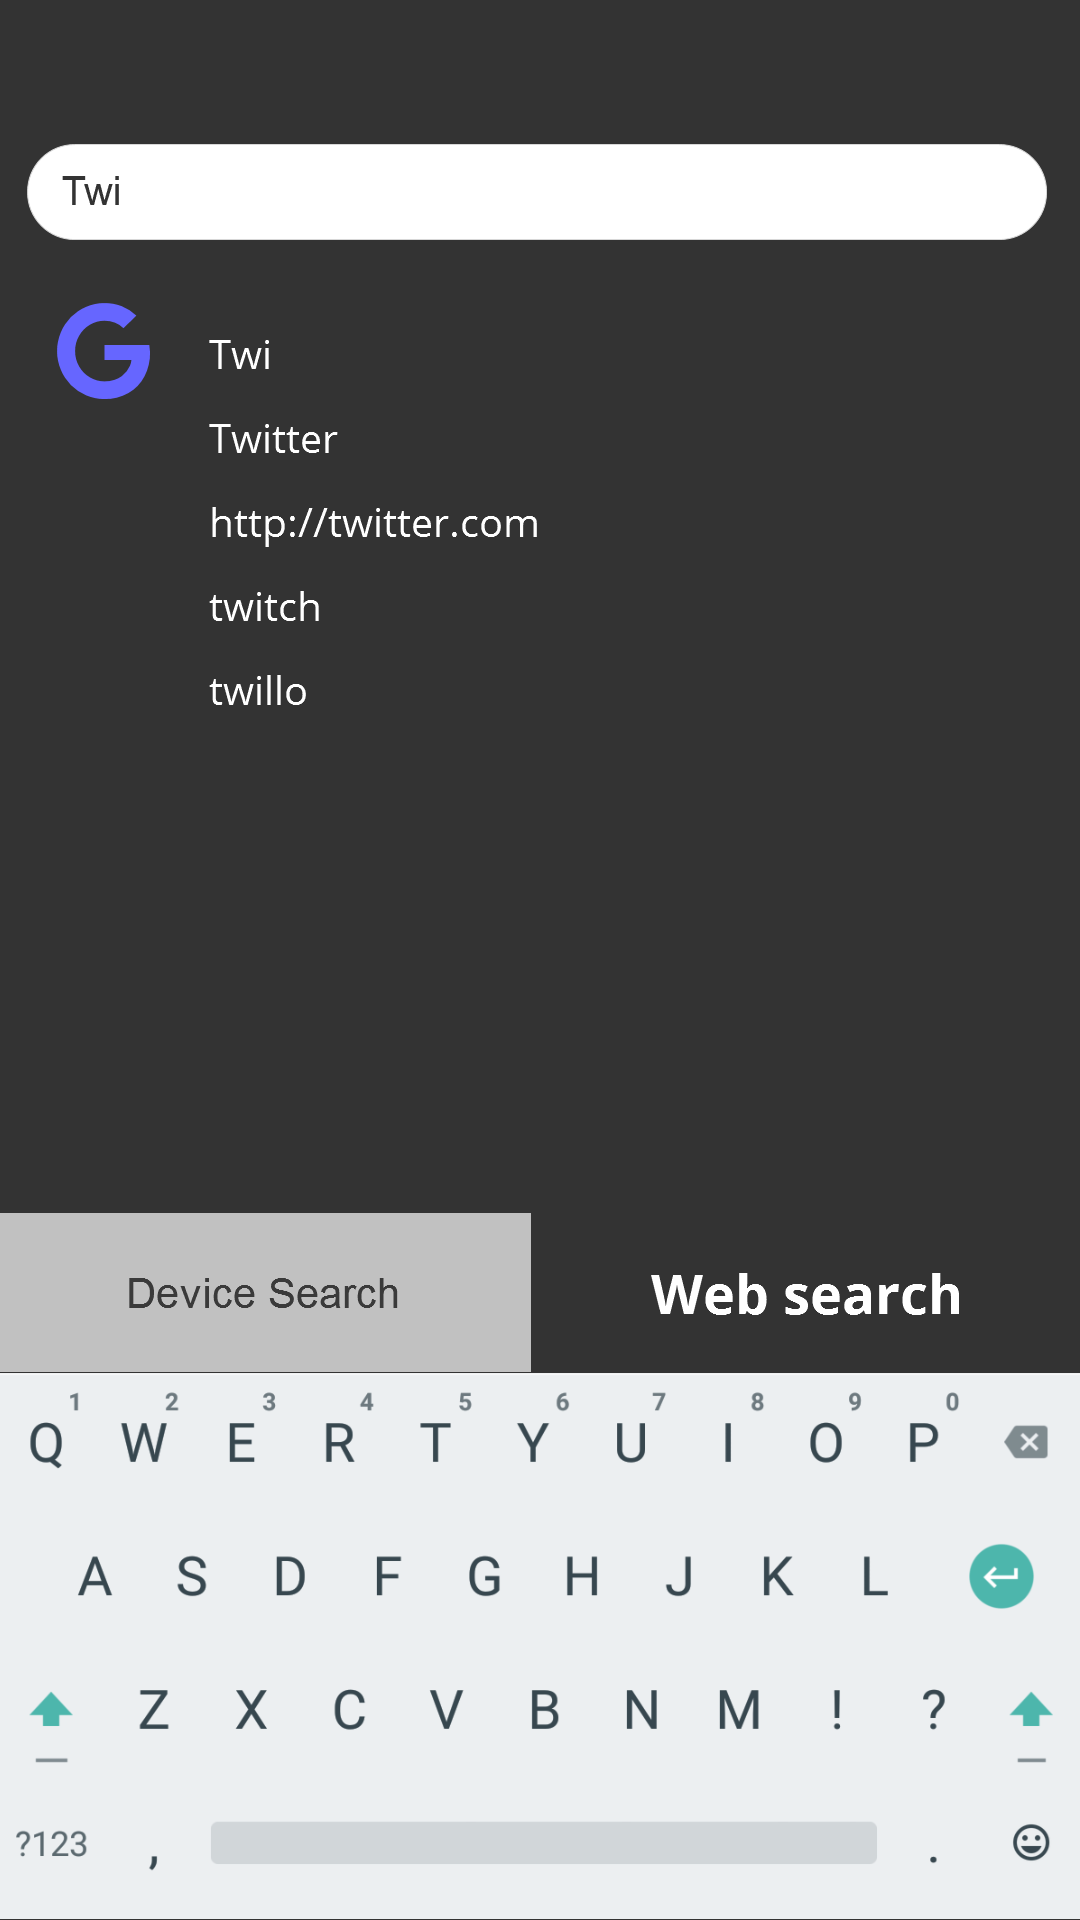 Twi
Twi
Twitter
http://twitter.com
twitch
twillo
Device Search
Web search
1 2 3 4 5 6 7 8 9 0
Q W E R T Y U I O P
A S D F G H J K L
Z X C V B N M ! ?
?123 , .